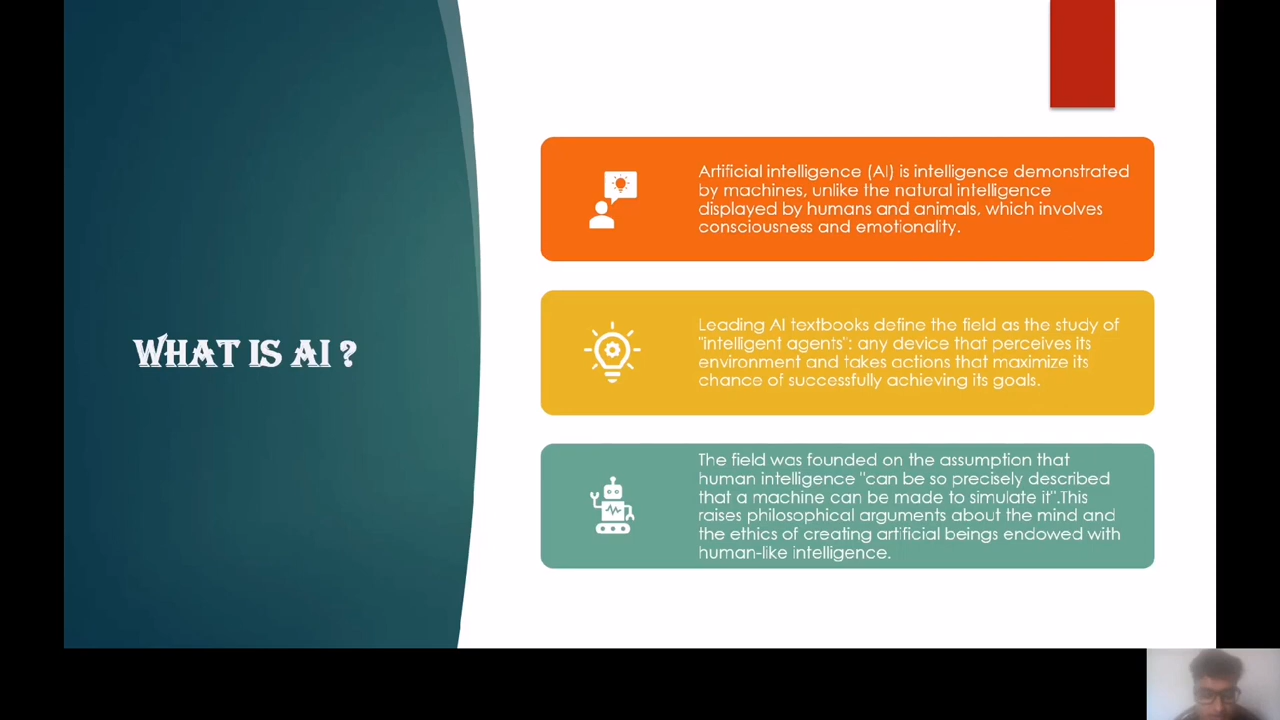 WHAT IS AI ?
Artificial intelligence (AI) is intelligence demonstrated
by machines, unlike the natural intelligence
displayed by humans and animals, which involves
consciousness and emotionality.
Leading AI textbooks define the field as the study of
"intelligent agents": any device that perceives its
environment and takes actions that maximize its
chance of successfully achieving its goals.
The field was founded on the assumption that
human intelligence "can be so precisely described
that a machine can be made to simulate it".This
raises philosophical arguments about the mind and
the ethics of creating artificial beings endowed with
human-like intelligence.